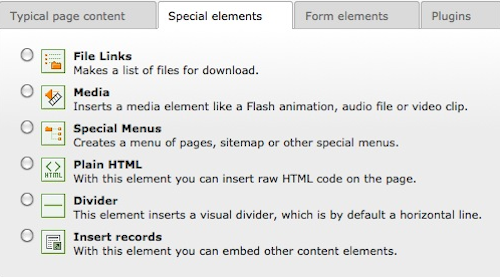 Typical page content Special elements Form elements Plugins
File Links
Makes a list of files for download.
Media
Inserts a media element like a Flash animation, audio file or video clip.
Special Menus
Creates a menu of pages, sitemap or other special menus.
Plain HTML
HTML
With this element you can insert raw HTML code on the page.
Divider
This element inserts a visual divider, which is by default a horizontal line.
Insert records
With this element you can embed other content elements.